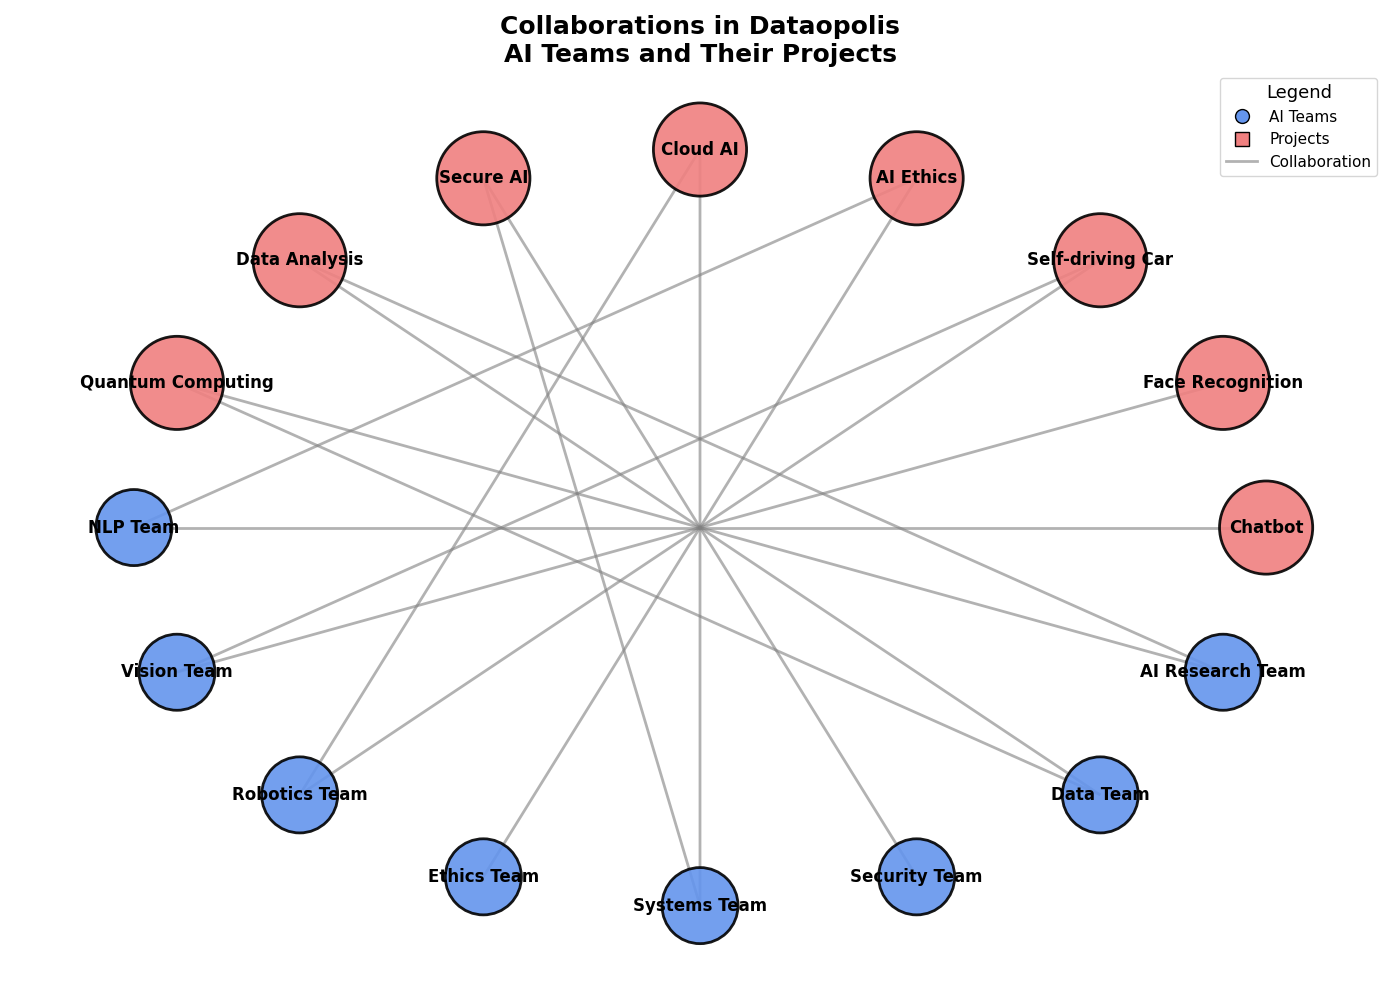 Collaborations in Dataopolis
AI Teams and Their Projects
Legend
AI Teams
Projects
Collaboration
Cloud AI
Secure AI
AI Ethics
Data Analysis
Self-driving Car
Quantum Computing
Face Recognition
NLP Team
Chatbot
Vision Team
AI Research Team
Robotics Team
Data Team
Ethics Team
Security Team
Systems Team